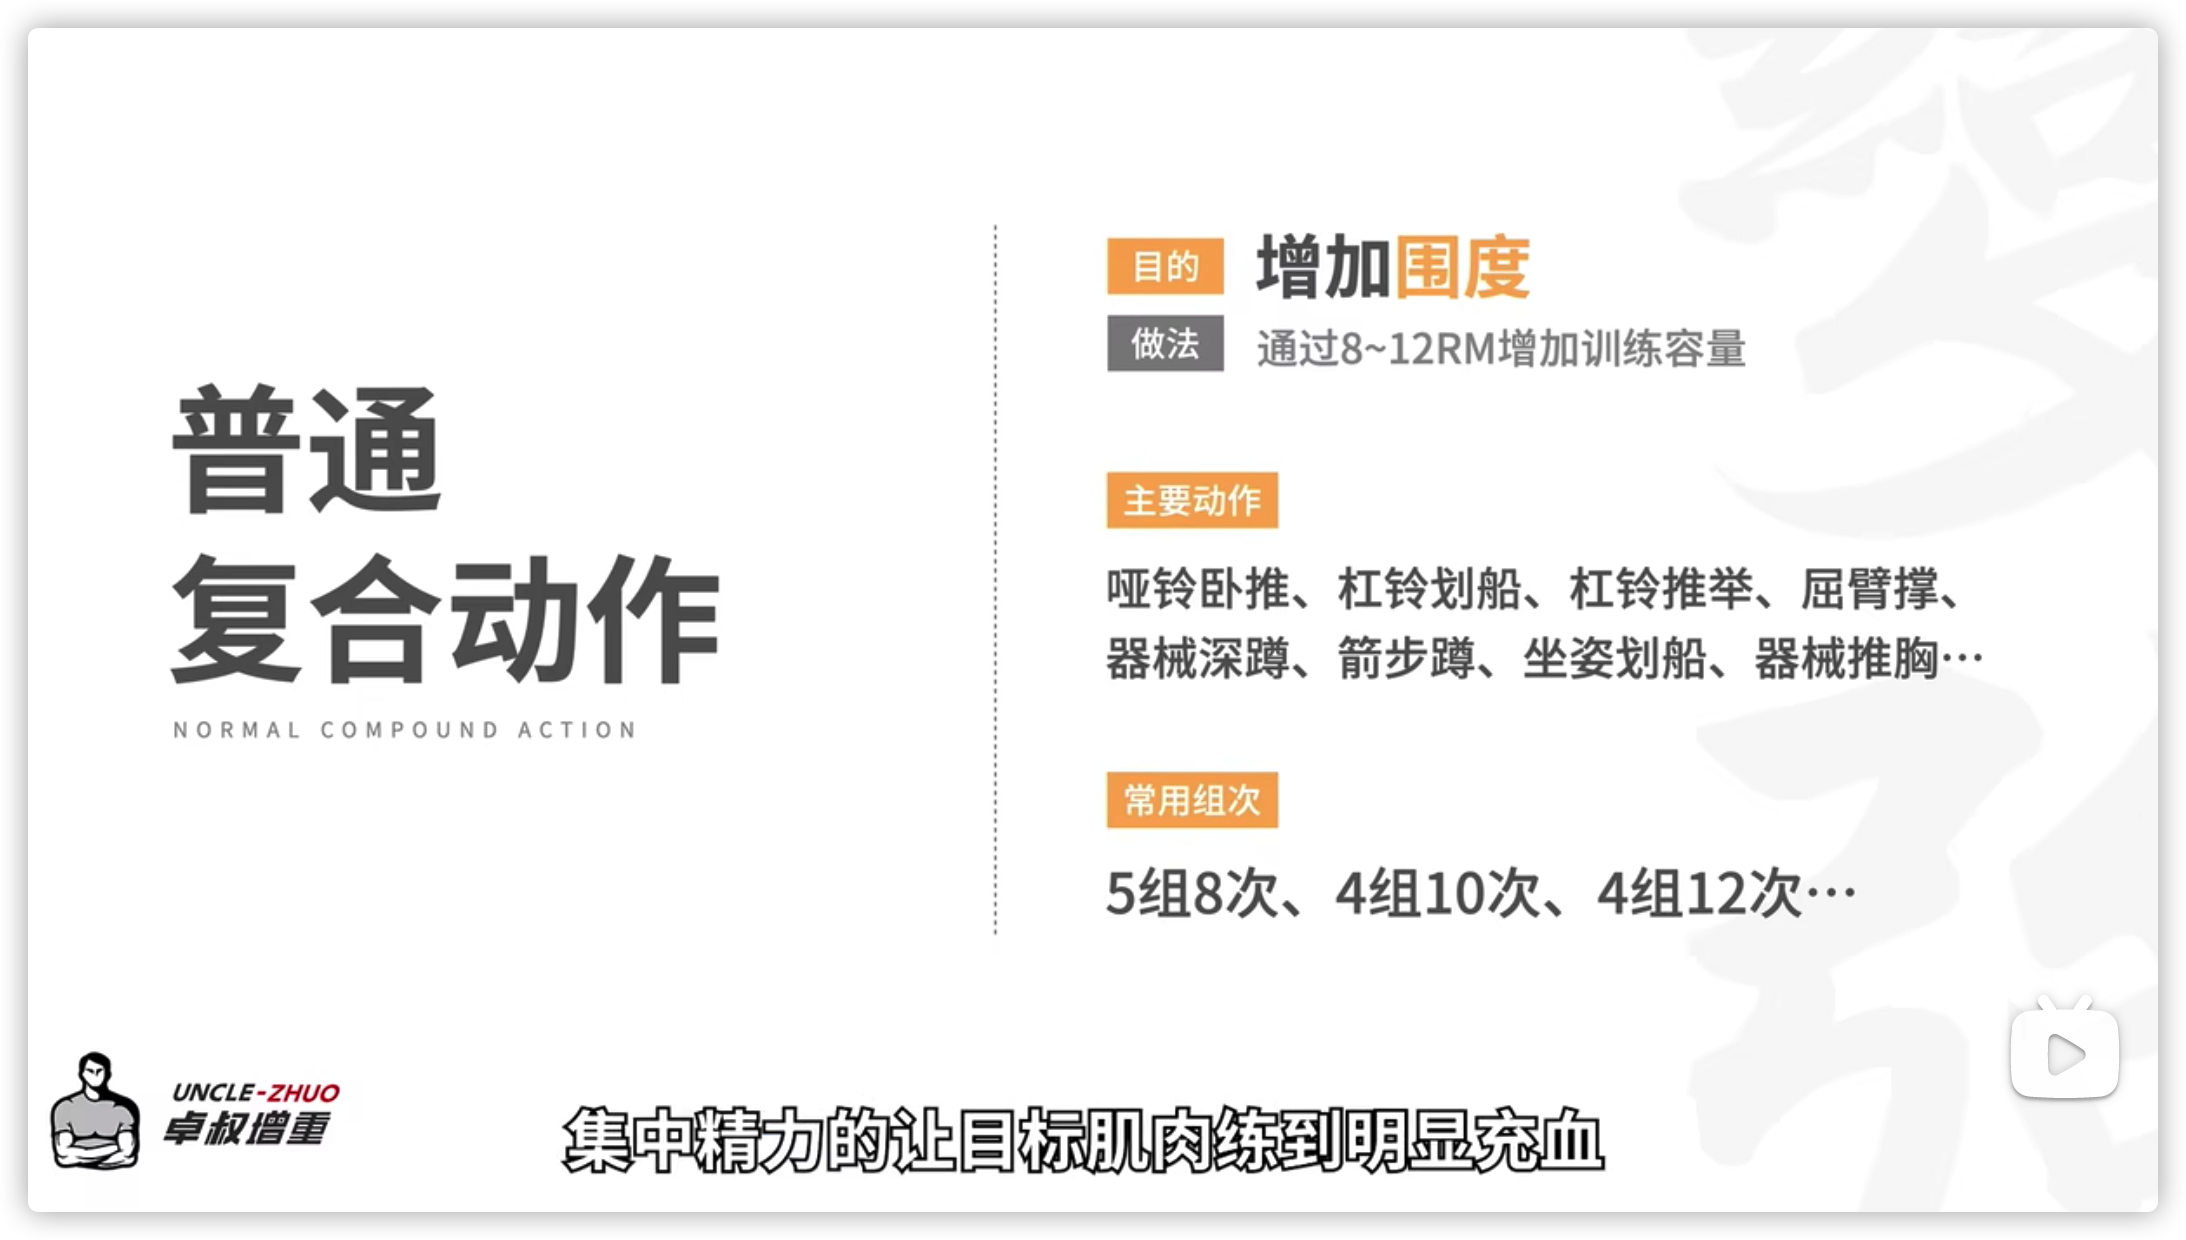 普通
复合动作
NORMAL COMPOUND ACTION
目的 增加围度
做法 通过8~12RM增加训练容量
主要动作
哑铃卧推、杠铃划船、杠铃推举、屈臂撑、
器械深蹲、箭步蹲、坐姿划船、器械推胸…
常用组次
5组8次、4组10次、4组12次…
UNCLE-ZHUO
卓叔增重
集中精力的让目标肌肉练到明显充血